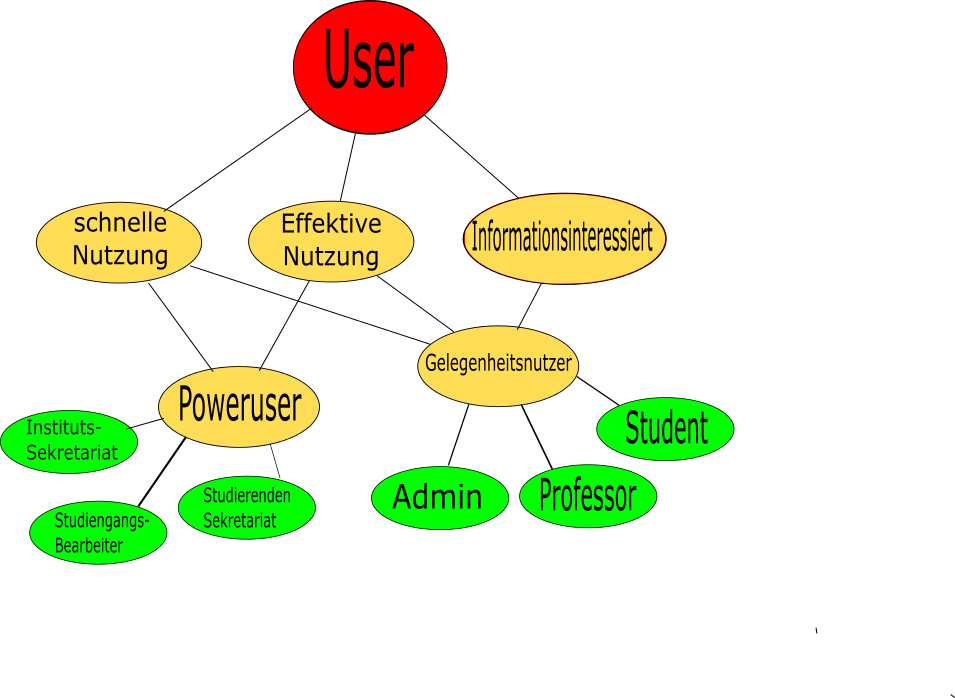 User
schnelle
Nutzung
Effektive
Nutzung
Informationsinteressiert
Gelegenheitsnutzer
Poweruser
Instituts-
Sekretariat
Student
Studierenden
Sekretariat
Admin
Professor
Studiengangs-
Bearbeiter